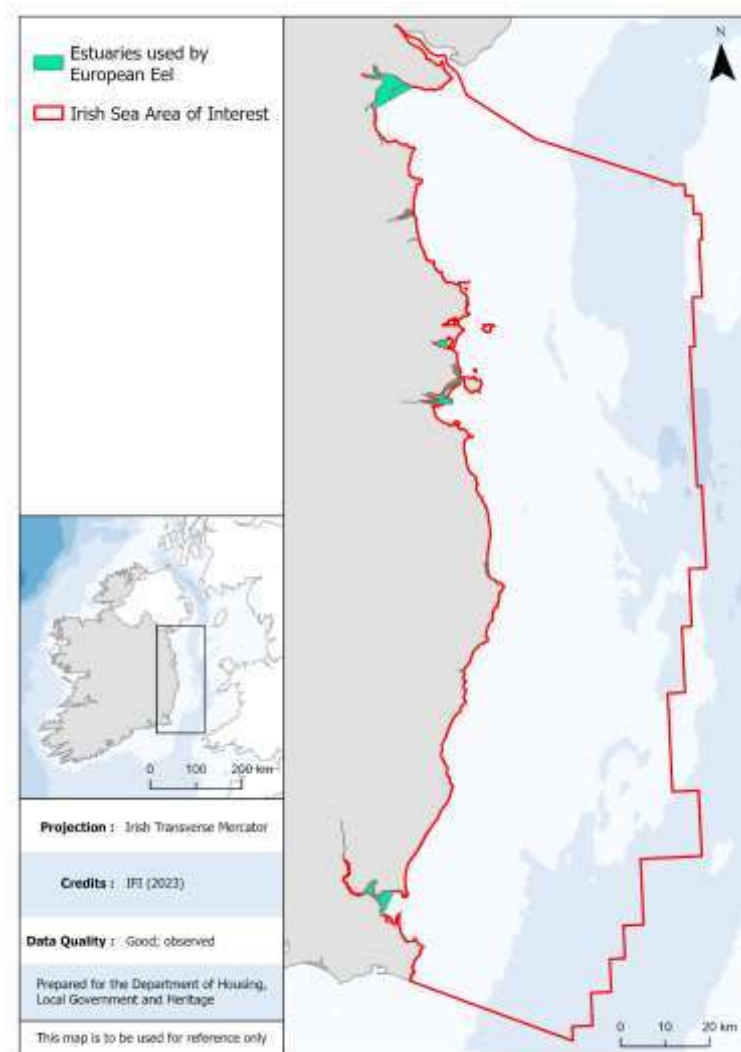 Estuaries used by
European Eel
Irish Sea Area of Interest
N
0 100 200 km
Projection : Irish Transverse Mercator
Credits : IFI (2023)
Data Quality : Good; observed
Prepared for the Department of Housing,
Local Government and Heritage
This map is to be used for reference only
0 10 20 km